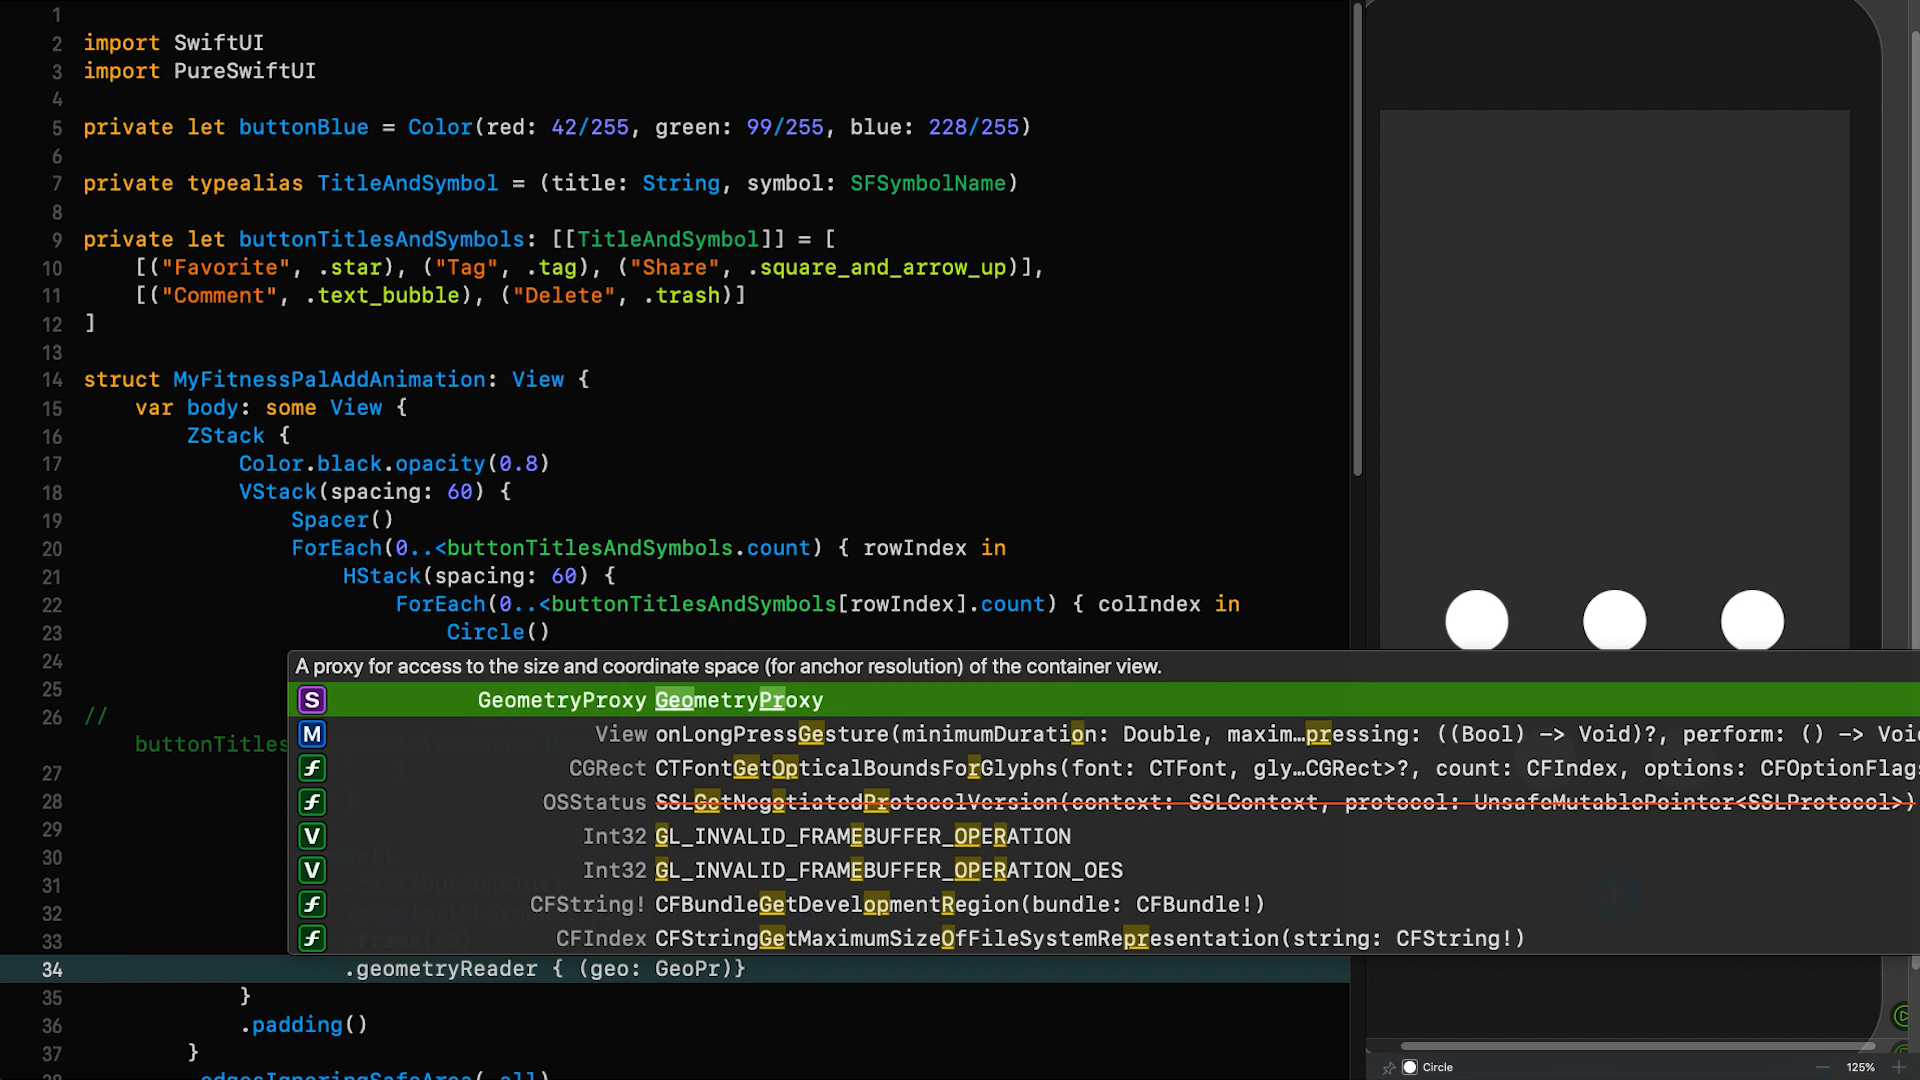 1
2 import SwiftUI
3 import PureSwiftUI
4
5 private let buttonBlue = Color(red: 42/255, green: 99/255, blue: 228/255)
6
7 private typealias TitleAndSymbol = (title: String, symbol: SFSymbolName)
8
9 private let buttonTitlesAndSymbols: [[TitleAndSymbol]] = [
10 [("Favorite", .star), ("Tag", .tag), ("Share", .square_and_arrow_up)],
11 [("Comment", .text_bubble), ("Delete", .trash)]
12 ]
13
14 struct MyFitnessPalAddAnimation: View {
15 var body: some View {
16 ZStack {
17 Color.black.opacity(0.8)
18 VStack(spacing: 60) {
19 Spacer()
20 ForEach(0..<buttonTitlesAndSymbols.count) { rowIndex in
21 HStack(spacing: 60) {
22 ForEach(0..<buttonTitlesAndSymbols[rowIndex].count) { colIndex in
23 Circle()
24
25
26 //
buttonTitles
27
28
29
30
31
32
33
A proxy for access to the size and coordinate space (for anchor resolution) of the container view.
S GeometryProxy GeometryProxy
M View onLongPressGesture(minimumDuration: Double, maxim…pressing: ((Bool) -> Void)?, perform: () -> Voi
f CGRect CTFontGetOpticalBoundsForGlyphs(font: CTFont, gly…CGRect>?, count: CFIndex, options: CFOptionFlags
f OSStatus SSLGetNegotiatedProtocolVersion(context: SSLContext, protocol: UnsafeMutablePointer<SSLProtocol>)
V Int32 GL_INVALID_FRAMEBUFFER_OPERATION
V Int32 GL_INVALID_FRAMEBUFFER_OPERATION_OES
f CFString! CFBundleGetDevelopmentRegion(bundle: CFBundle!)
f CFIndex CFStringGetMaximumSizeOfFileSystemRepresentation(string: CFString!)
34 .geometryReader { (geo: GeoPr)}
35 }
36 .padding()
37 }
38 .edgesIgnoringSafeArea(.all)
Circle
125%